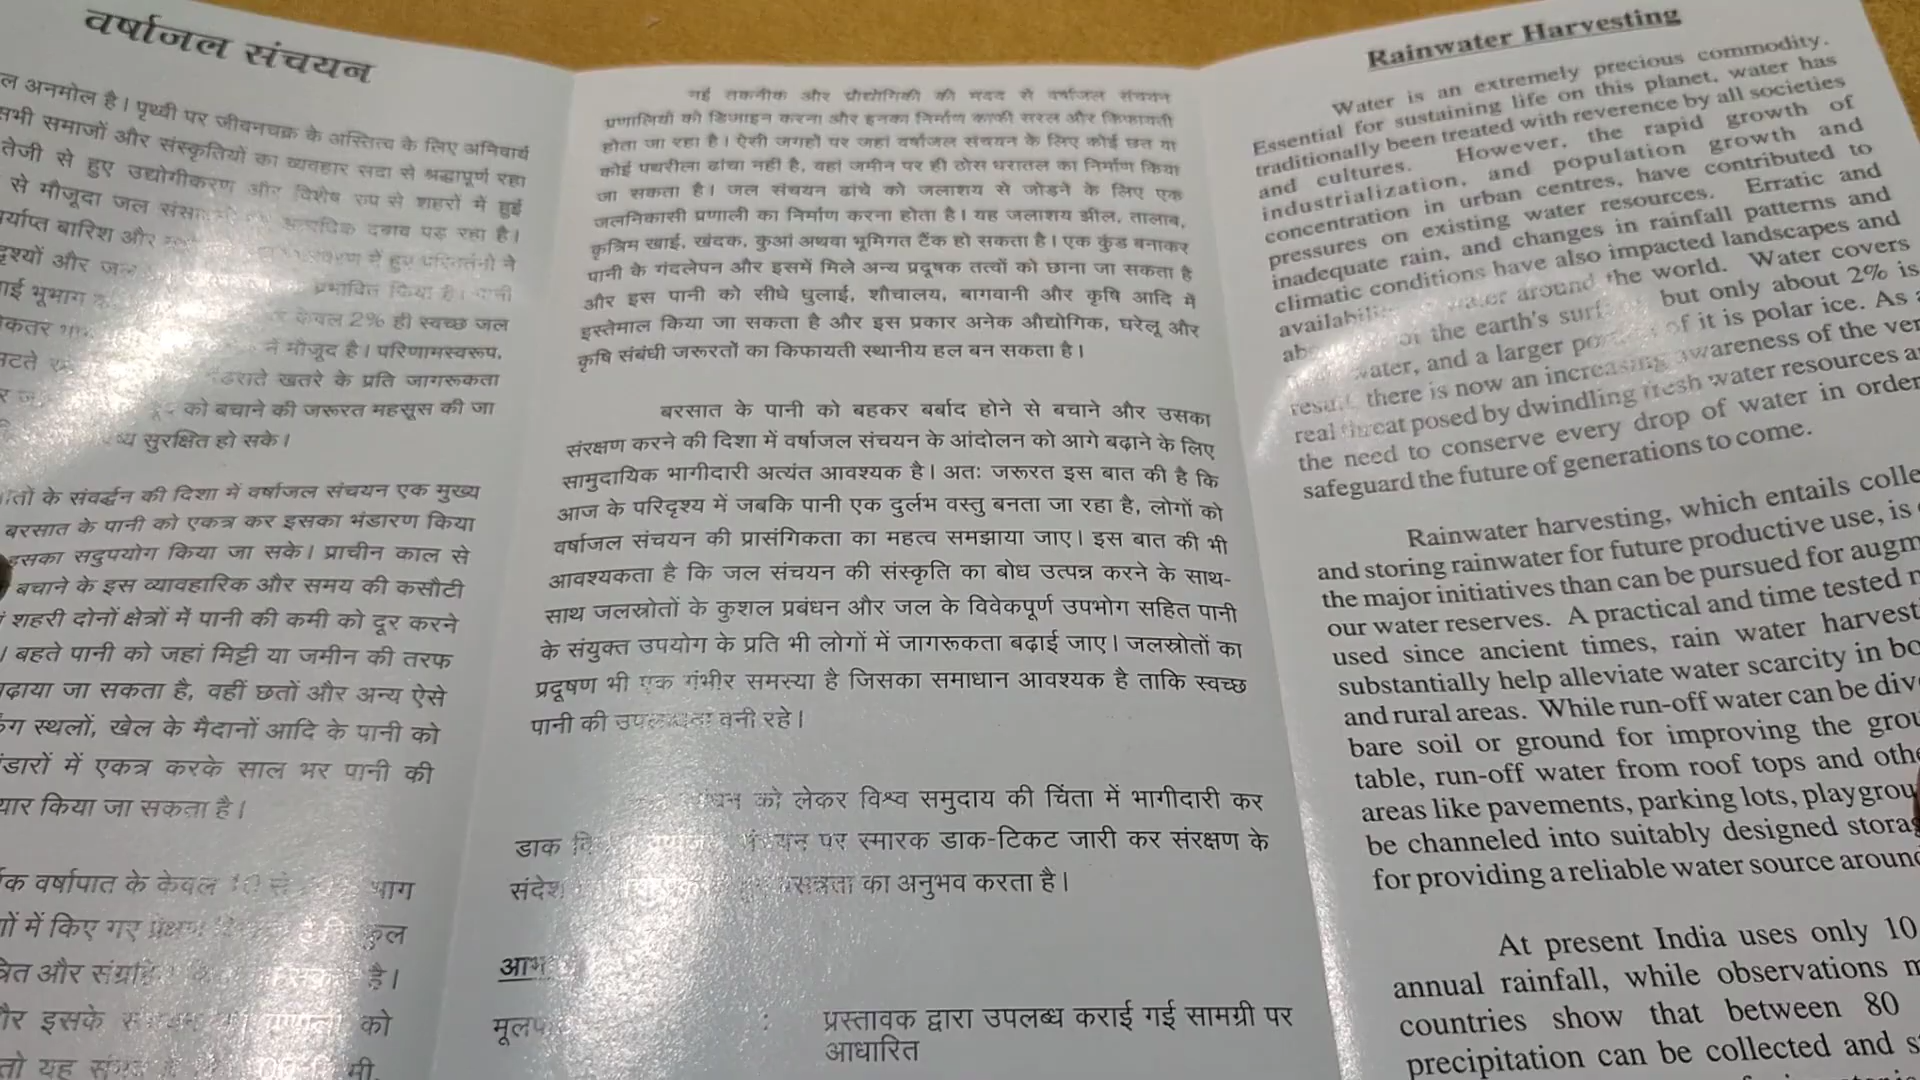 वर्षाजल संचयन
ल अनमोल है। पृथ्वी पर जीवनचक्र के अस्तित्व के लिए अनिवार्य
सभी समाजों और संस्कृतियों का व्यवहार सदा से श्रद्धापूर्ण रहा
तेजी से हुए उद्योगीकरण और विशेष रुप से शहरों में हुई
से मौजूदा जल अत्यधिक दबाव पड़ रहा है।
र्याप्त बारिश और में हुए परिवर्तनों ने
दृश्यों और जल प्रभावित किया है। पानी
ाई भूभाग केवल 2% ही स्वच्छ जल
कतर में मौजूद है। परिणामस्वरूप,
मटते डराते खतरे के प्रति जागरूकता
को बचाने की जरूरत महसूस की जा
सुरक्षित हो सके।
तों के संवर्द्धन की दिशा में वर्षाजल संचयन एक मुख्य
बरसात के पानी को एकत्र कर इसका भंडारण किया
इसका सदुपयोग किया जा सके। प्राचीन काल से
बचाने के इस व्यावहारिक और समय की कसौटी
शहरी दोनों क्षेत्रों में पानी की कमी को दूर करने
। बहते पानी को जहां मिट्टी या जमीन की तरफ
बढ़ाया जा सकता है, वहीं छतों और अन्य ऐसे
स्थलों, खेल के मैदानों आदि के पानी को
डारों में एकत्र करके साल भर पानी की
यार किया जा सकता है।
क वर्षापात के केवल 10 भाग
ों में किए गए कुल
त्रित और है।
ौर इसके को
तो यह मी.
नई तकनीक और प्रौद्योगिकी की मदद से वर्षाजल संचयन
प्रणालियों को डिजाइन करना और इनका निर्माण काफी सरल और किफायती
होता जा रहा है। ऐसी जगहों पर जहां वर्षाजल संचयन के लिए कोई छत या
कोई पथरीला ढांचा नहीं है, वहां जमीन पर ही ठोस धरातल का निर्माण किया
जा सकता है। जल संचयन ढांचे को जलाशय से जोड़ने के लिए एक
जलनिकासी प्रणाली का निर्माण करना होता है। यह जलाशय झील, तालाब,
कृत्रिम खाई, खंदक, कुआं अथवा भूमिगत टैंक हो सकता है। एक कुंड बनाकर
पानी के गंदलेपन और इसमें मिले अन्य प्रदूषक तत्वों को छाना जा सकता है
और इस पानी को सीधे धुलाई, शौचालय, बागवानी और कृषि आदि में
इस्तेमाल किया जा सकता है और इस प्रकार अनेक औद्योगिक, घरेलू और
कृषि संबंधी जरूरतों का किफायती स्थानीय हल बन सकता है।
बरसात के पानी को बहकर बर्बाद होने से बचाने और उसका
संरक्षण करने की दिशा में वर्षाजल संचयन के आंदोलन को आगे बढ़ाने के लिए
सामुदायिक भागीदारी अत्यंत आवश्यक है। अतः जरूरत इस बात की है कि
आज के परिदृश्य में जबकि पानी एक दुर्लभ वस्तु बनता जा रहा है, लोगों को
वर्षाजल संचयन की प्रासंगिकता का महत्व समझाया जाए। इस बात की भी
आवश्यकता है कि जल संचयन की संस्कृति का बोध उत्पन्न करने के साथ-
साथ जलस्रोतों के कुशल प्रबंधन और जल के विवेकपूर्ण उपभोग सहित पानी
के संयुक्त उपयोग के प्रति भी लोगों में जागरूकता बढ़ाई जाए। जलस्रोतों का
प्रदूषण भी एक गंभीर समस्या है जिसका समाधान आवश्यक है ताकि स्वच्छ
पानी की उपलब्धता बनी रहे।
को लेकर विश्व समुदाय की चिंता में भागीदारी कर
डाक पर स्मारक डाक-टिकट जारी कर संरक्षण के
संदेश का अनुभव करता है।
: प्रस्तावक द्वारा उपलब्ध कराई गई सामग्री पर
आधारित
Rainwater Harvesting
Water is an extremely precious commodity.
Essential for sustaining life on this planet, water has
traditionally been treated with reverence by all societies
and cultures. However, the rapid growth of
industrialization, and population growth and
concentration in urban centres, have contributed to
pressures on existing water resources. Erratic and
inadequate rain, and changes in rainfall patterns and
climatic conditions have also impacted landscapes and
water around the world. Water covers
of the earth's but only about 2% is
water, and a larger of it is polar ice. As a
there is now an increasing awareness of the ver
real threat posed by dwindling fresh water resources a
the need to conserve every drop of water in order
safeguard the future of generations to come.
Rainwater harvesting, which entails colle
and storing rainwater for future productive use, is
the major initiatives than can be pursued for augm
our water reserves. A practical and time tested
used since ancient times, rain water harvest
substantially help alleviate water scarcity in bo
and rural areas. While run-off water can be div
bare soil or ground for improving the grou
table, run-off water from roof tops and othe
areas like pavements, parking lots, playgrou
be channeled into suitably designed storag
for providing a reliable water source around
At present India uses only 10
annual rainfall, while observations
countries show that between 80
precipitation can be collected and s